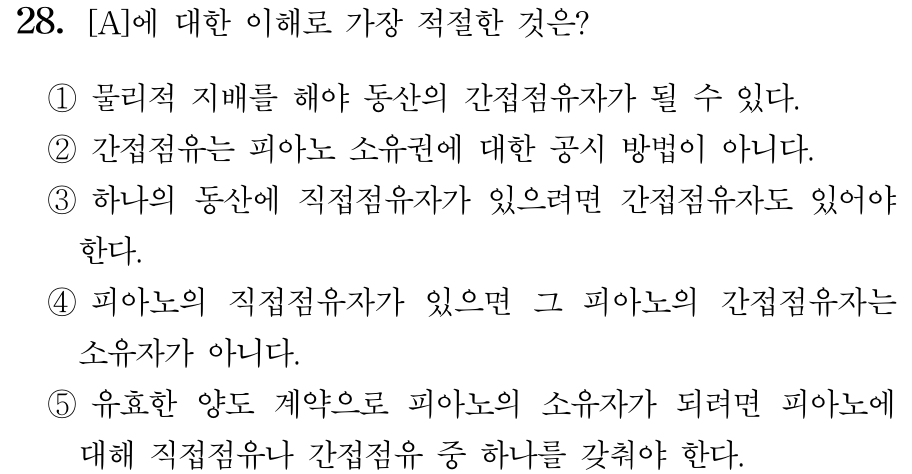 28. [A]에 대한 이해로 가장 적절한 것은?
① 물리적 지배를 해야 동산의 간접점유자가 될 수 있다.
② 간접점유는 피아노 소유권에 대한 공시 방법이 아니다.
③ 하나의 동산에 직접점유자가 있으려면 간접점유자도 있어야
한다.
④ 피아노의 직접점유자가 있으면 그 피아노의 간접점유자는
소유자가 아니다.
⑤ 유효한 양도 계약으로 피아노의 소유자가 되려면 피아노에
대해 직접점유나 간접점유 중 하나를 갖춰야 한다.